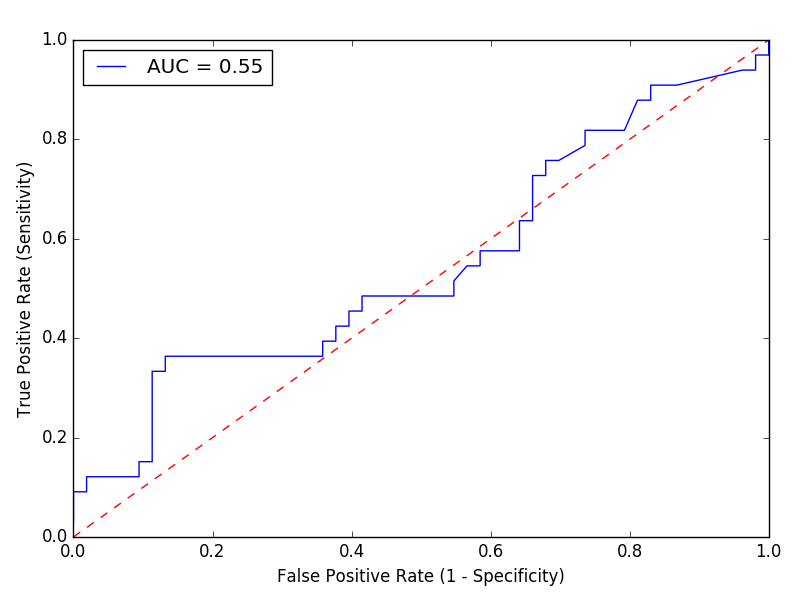 AUC = 0.55
1.0
0.8
0.6
0.4
0.2
0.0
True Positive Rate (Sensitivity)
0.0 0.2 0.4 0.6 0.8 1.0
False Positive Rate (1 - Specificity)